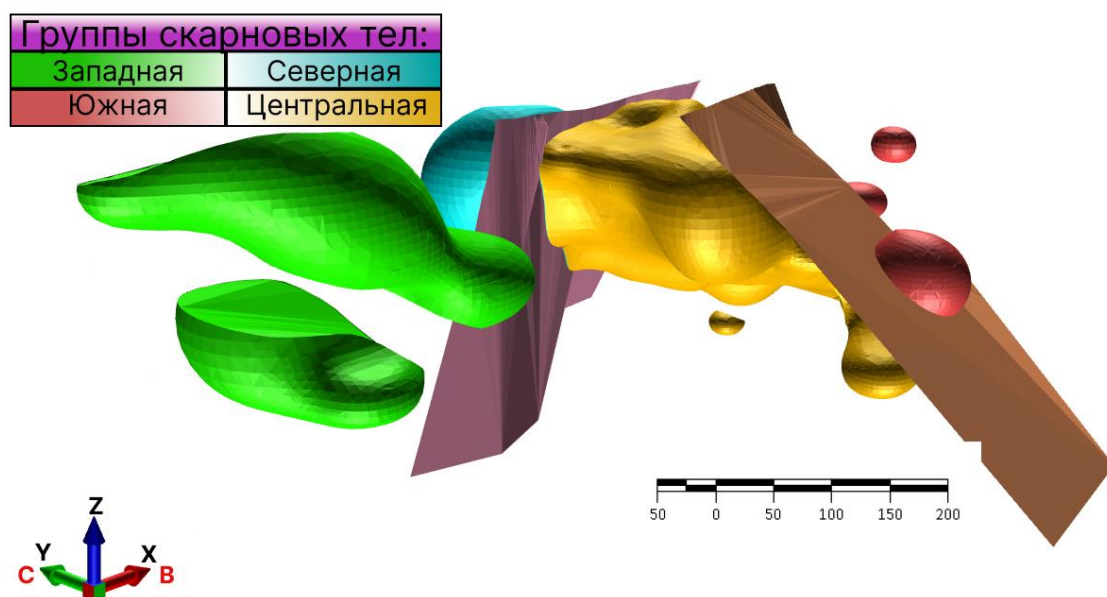 Группы скарновых тел:
Западная Северная
Южная Центральная
50 0 50 100 150 200
Z
Y X
С В